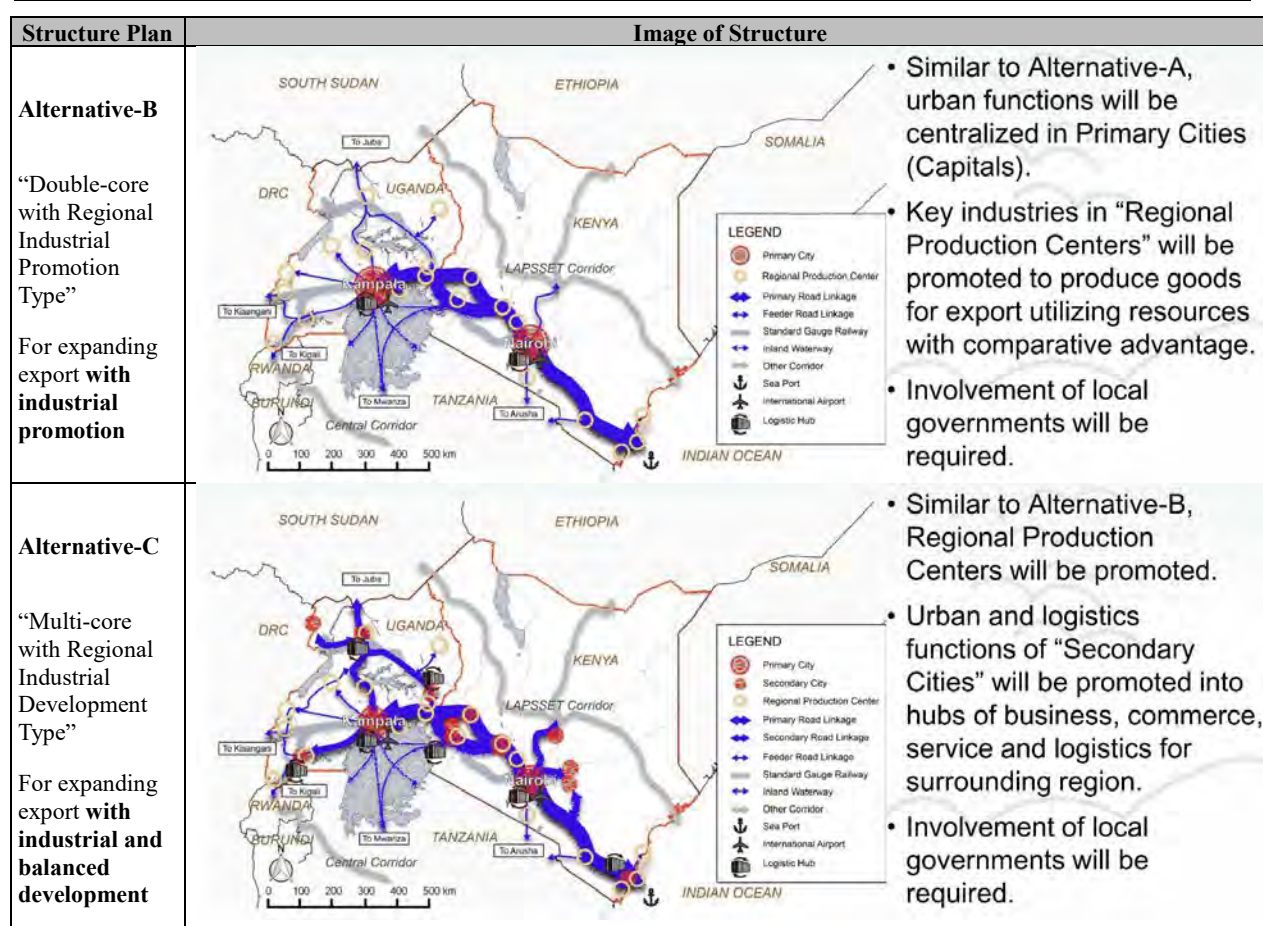 Structure Plan
Image of Structure
Alternative-B
“Double-core
with Regional
Industrial
Promotion
Type”
For expanding
export with
industrial
promotion
SOUTH SUDAN
ETHIOPIA
SOMALIA
To Juba
DRC
UGANDA
KENYA
LAPSSET Corridor
Kampala
To Kisangani
Nairobi
To Kigali
RWANDA
BURUNDI
To Mwanza
TANZANIA
To Arusha
Central Corridor
N
INDIAN OCEAN
0 100 200 300 400 500 km
LEGEND
Primary City
Regional Production Center
Primary Road Linkage
Feeder Road Linkage
Standard Gauge Railway
Inland Waterway
Other Corridor
Sea Port
International Airport
Logistic Hub
• Similar to Alternative-A,
urban functions will be
centralized in Primary Cities
(Capitals).
• Key industries in “Regional
Production Centers” will be
promoted to produce goods
for export utilizing resources
with comparative advantage.
• Involvement of local
governments will be
required.
Alternative-C
“Multi-core
with Regional
Industrial
Development
Type”
For expanding
export with
industrial and
balanced
development
SOUTH SUDAN
ETHIOPIA
SOMALIA
To Juba
DRC
UGANDA
KENYA
LAPSSET Corridor
Kampala
To Kisangani
Nairobi
To Kigali
RWANDA
BURUNDI
To Mwanza
TANZANIA
To Arusha
Central Corridor
N
INDIAN OCEAN
0 100 200 300 400 500 km
LEGEND
Primary City
Secondary City
Regional Production Center
Primary Road Linkage
Secondary Road Linkage
Feeder Road Linkage
Standard Gauge Railway
Inland Waterway
Other Corridor
Sea Port
International Airport
Logistic Hub
• Similar to Alternative-B,
Regional Production
Centers will be promoted.
• Urban and logistics
functions of “Secondary
Cities” will be promoted into
hubs of business, commerce,
service and logistics for
surrounding region.
• Involvement of local
governments will be
required.